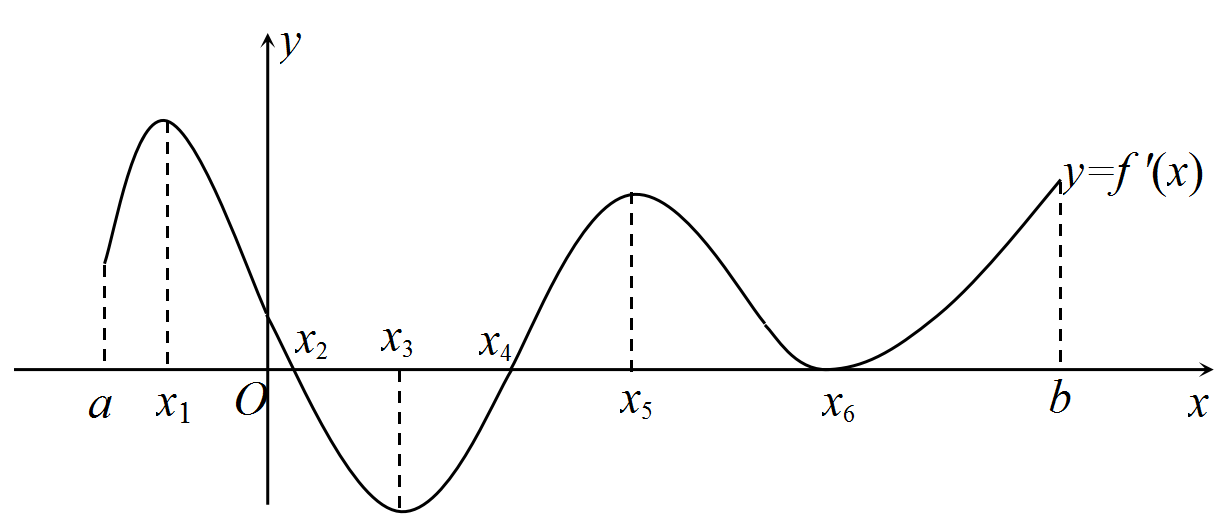 y
y=f'(x)
x₂ x₃ x₄
a x₁ O x₅ x₆ b x